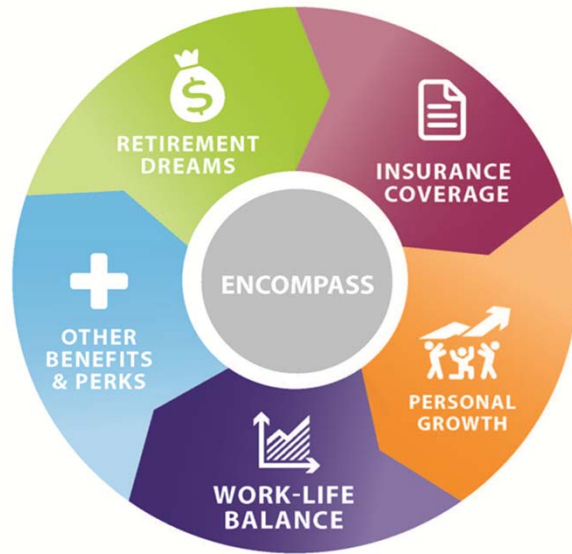 RETIREMENT
DREAMS
INSURANCE
COVERAGE
ENCOMPASS
OTHER
BENEFITS
& PERKS
PERSONAL
GROWTH
WORK-LIFE
BALANCE